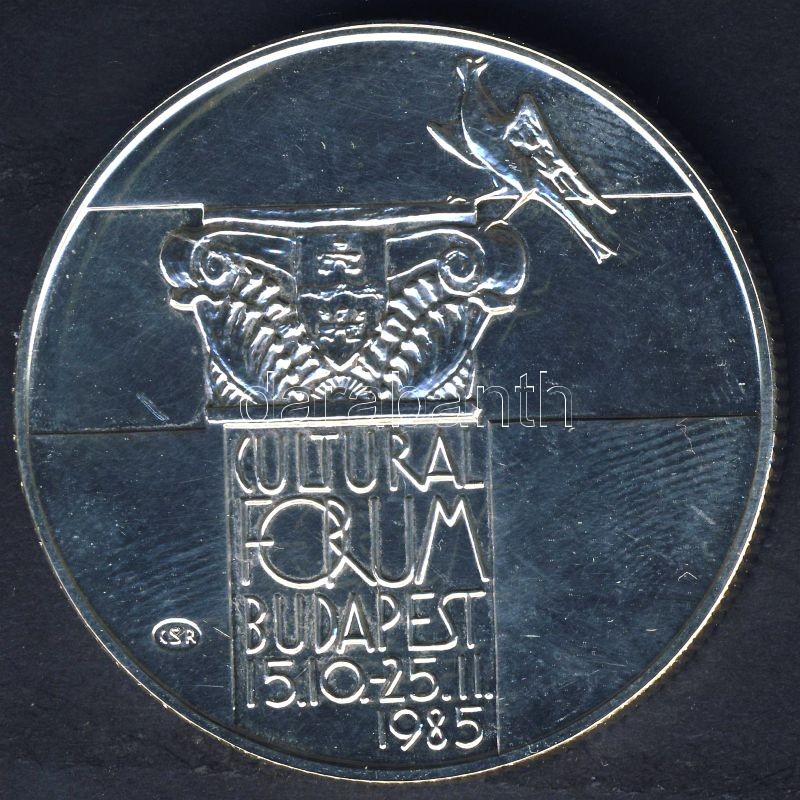 darabanth
CULTURAL
FORUM
BUDAPEST
15.10.-25.11.
1985
CSR